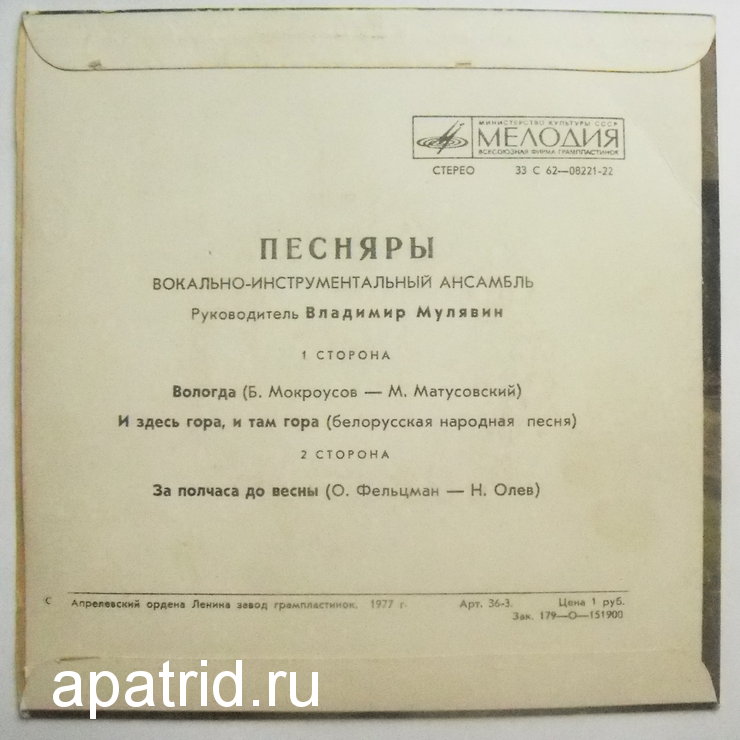 МИНИСТЕРСТВО КУЛЬТУРЫ СССР
МЕЛОДИЯ
ВСЕСОЮЗНАЯ ФИРМА ГРАМПЛАСТИНОК
СТЕРЕО 33 С 62—08221-22
ПЕСНЯРЫ
ВОКАЛЬНО-ИНСТРУМЕНТАЛЬНЫЙ АНСАМБЛЬ
Руководитель Владимир Мулявин
1 СТОРОНА
Вологда (Б. Мокроусов — М. Матусовский)
И здесь гора, и там гора (белорусская народная песня)
2 СТОРОНА
За полчаса до весны (О. Фельцман — Н. Олев)
С Апрелевский ордена Ленина завод грампластинок. 1977 г. Арт. 36-3. Цена 1 руб.
Зак. 179—О—151900
apatrid.ru